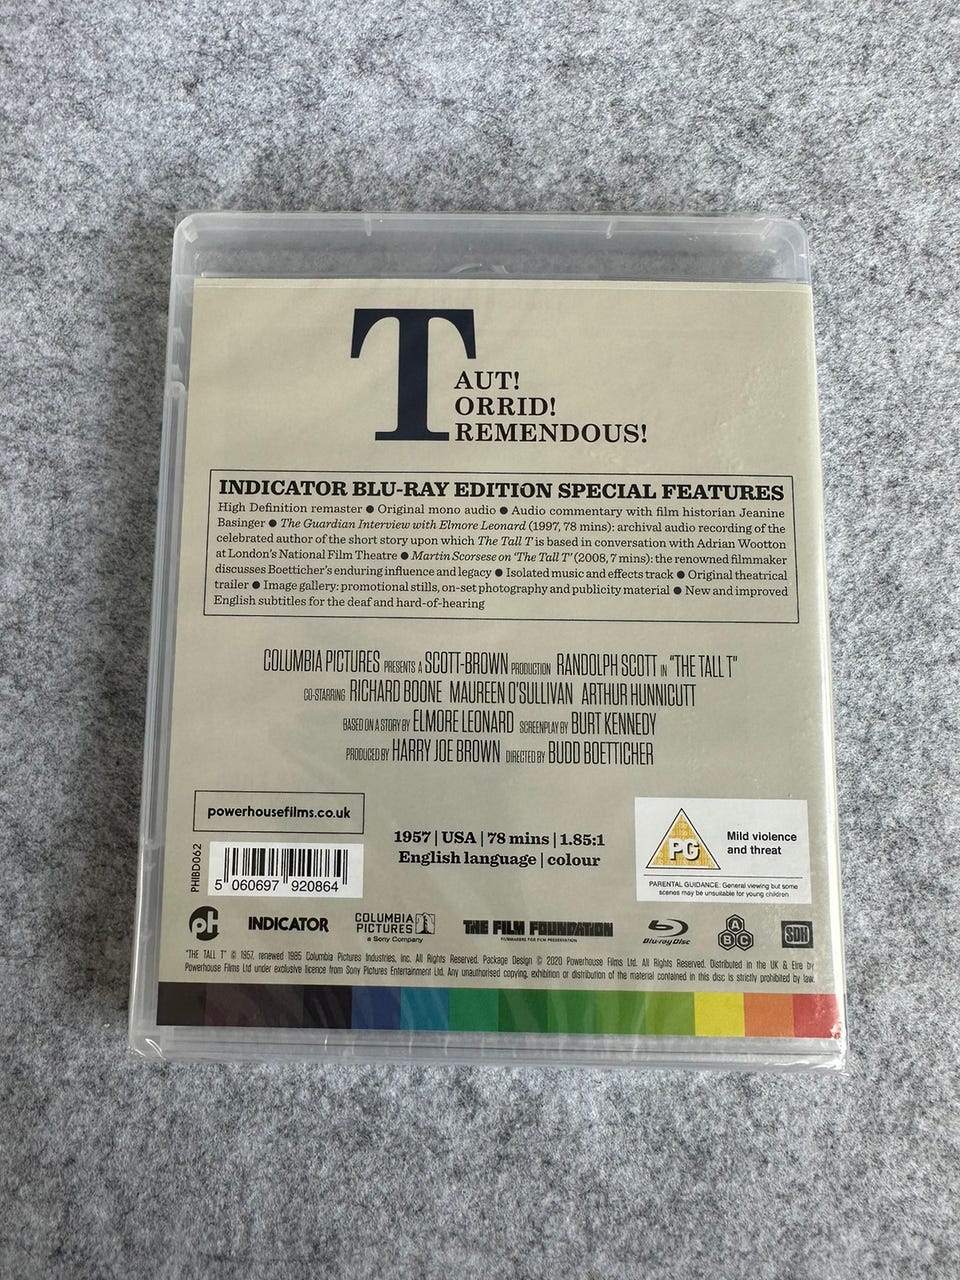 T
AUT!
ORRID!
REMENDOUS!
INDICATOR BLU-RAY EDITION SPECIAL FEATURES
High Definition remaster ● Original mono audio ● Audio commentary with film historian Jeanine
Basinger ● The Guardian Interview with Elmore Leonard (1997, 78 mins): archival audio recording of the
celebrated author of the short story upon which The Tall T is based in conversation with Adrian Wootton
at London's National Film Theatre ● Martin Scorsese on 'The Tall T' (2008, 7 mins): the renowned filmmaker
discusses Boetticher's enduring influence and legacy ● Isolated music and effects track ● Original theatrical
trailer ● Image gallery: promotional stills, on-set photography and publicity material ● New and improved
English subtitles for the deaf and hard-of-hearing
COLUMBIA PICTURES PRESENTS A SCOTT-BROWN PRODUCTION RANDOLPH SCOTT IN "THE TALL T"
CO-STARRING RICHARD BOONE MAUREEN O'SULLIVAN ARTHUR HUNNICUTT
BASED ON A STORY BY ELMORE LEONARD SCREENPLAY BY BURT KENNEDY
PRODUCED BY HARRY JOE BROWN DIRECTED BY BUDD BOETTICHER
powerhousefilms.co.uk
1957 | USA | 78 mins | 1.85:1
English language | colour
PG
Mild violence
and threat
PARENTAL GUIDANCE: General viewing but some
scenes may be unsuitable for young children
PHIBD062
5 060697 920864
pH
INDICATOR
COLUMBIA
PICTURES
a Sony Company
THE FILM FOUNDATION
FILMMAKERS FOR FILM PRESERVATION
Blu-ray Disc
A
B C
SDH
"THE TALL T" © 1957, renewed 1985 Columbia Pictures Industries, Inc. All Rights Reserved. Package Design © 2020 Powerhouse Films Ltd. All Rights Reserved. Distributed in the UK & Eire by
Powerhouse Films Ltd under exclusive licence from Sony Pictures Entertainment Ltd. Any unauthorised copying, exhibition or distribution of the material contained in this disc is strictly prohibited by law.